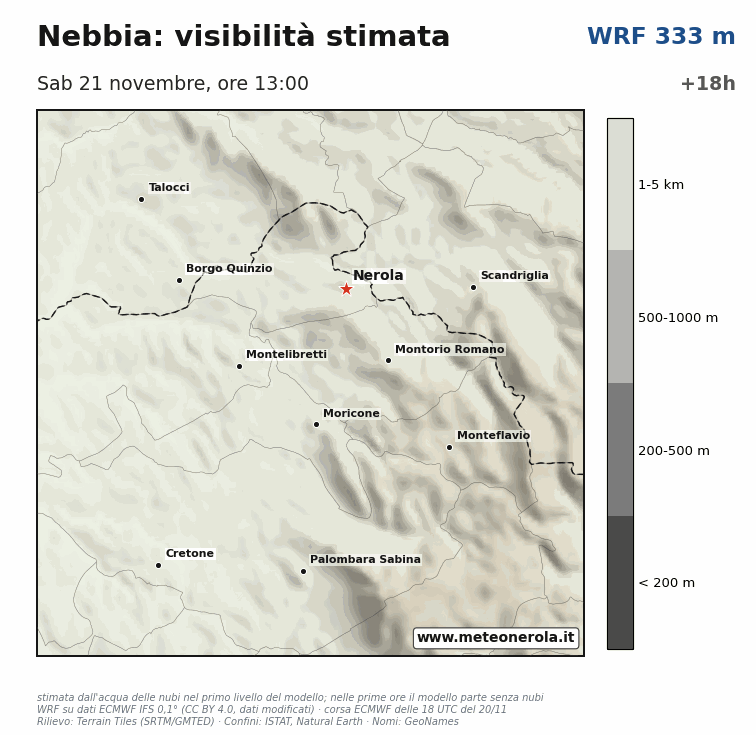 Nebbia: visibilità stimata
WRF 333 m
Sab 21 novembre, ore 13:00
+18h
Talocci
Borgo Quinzio
Nerola
Scandriglia
Montelibretti
Montorio Romano
Moricone
Monteflavio
Cretone
Palombara Sabina
www.meteonerola.it
1-5 km
500-1000 m
200-500 m
< 200 m
stimata dall'acqua delle nubi nel primo livello del modello; nelle prime ore il modello parte senza nubi
WRF su dati ECMWF IFS 0,1° (CC BY 4.0, dati modificati) · corsa ECMWF delle 18 UTC del 20/11
Rilievo: Terrain Tiles (SRTM/GMTED) · Confini: ISTAT, Natural Earth · Nomi: GeoNames